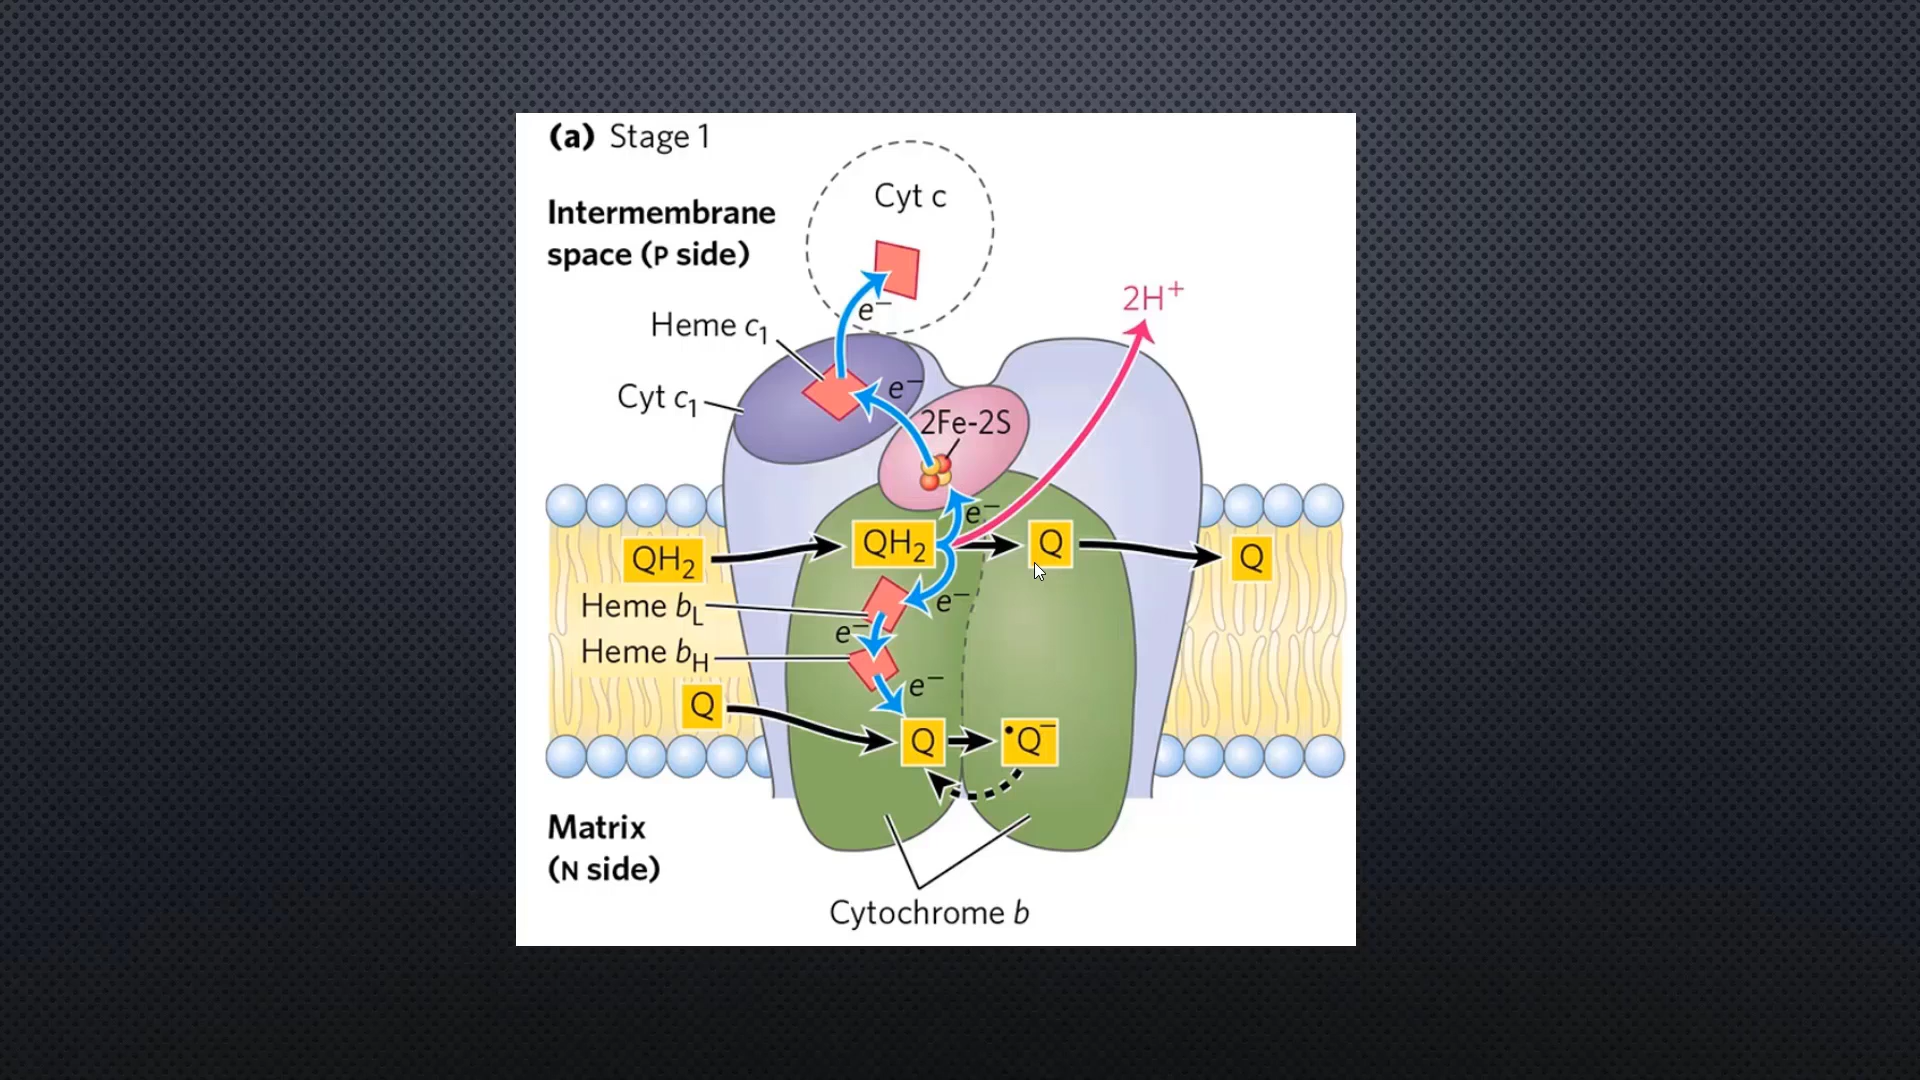 (a) Stage 1
Cyt c
Intermembrane
space (P side)
2H⁺
e⁻
Heme c₁
e⁻
Cyt c₁
2Fe-2S
e⁻
QH₂
QH₂
Q
Q
Heme b_L
e⁻
e⁻
Heme b_H
e⁻
Q
Q
•Q⁻
Matrix
(N side)
Cytochrome b